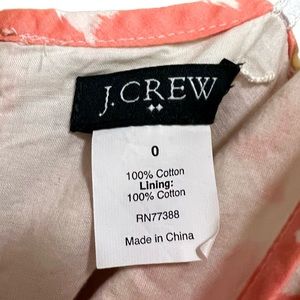 J.CREW
0
100% Cotton
Lining:
100% Cotton
RN77388
Made in China